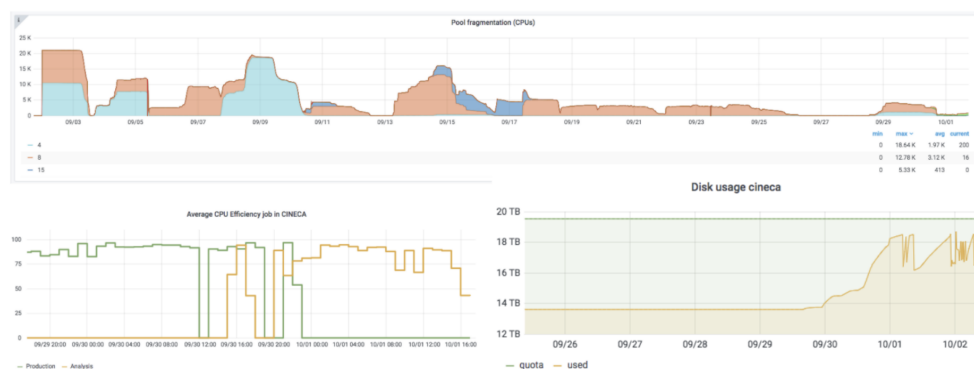 Pool fragmentation (CPUs)
25 K
20 K
15 K
10 K
5 K
0
09/03 09/05 09/07 09/09 09/11 09/13 09/15 09/17 09/19 09/21 09/23 09/25 09/27 09/29 10/01
min max avg current
4 0 18.64 K 1.97 K 200
8 0 12.78 K 3.12 K 16
15 0 5.33 K 413 0
Average CPU Efficiency job in CINECA
100
75
50
25
0
09/29 20:00 09/30 00:00 09/30 04:00 09/30 08:00 09/30 12:00 09/30 16:00 09/30 20:00 10/01 00:00 10/01 04:00 10/01 08:00 10/01 12:00 10/01 16:00
Production Analysis
Disk usage cineca
20 TB
18 TB
16 TB
14 TB
12 TB
09/26 09/27 09/28 09/29 09/30 10/01 10/02
quota used